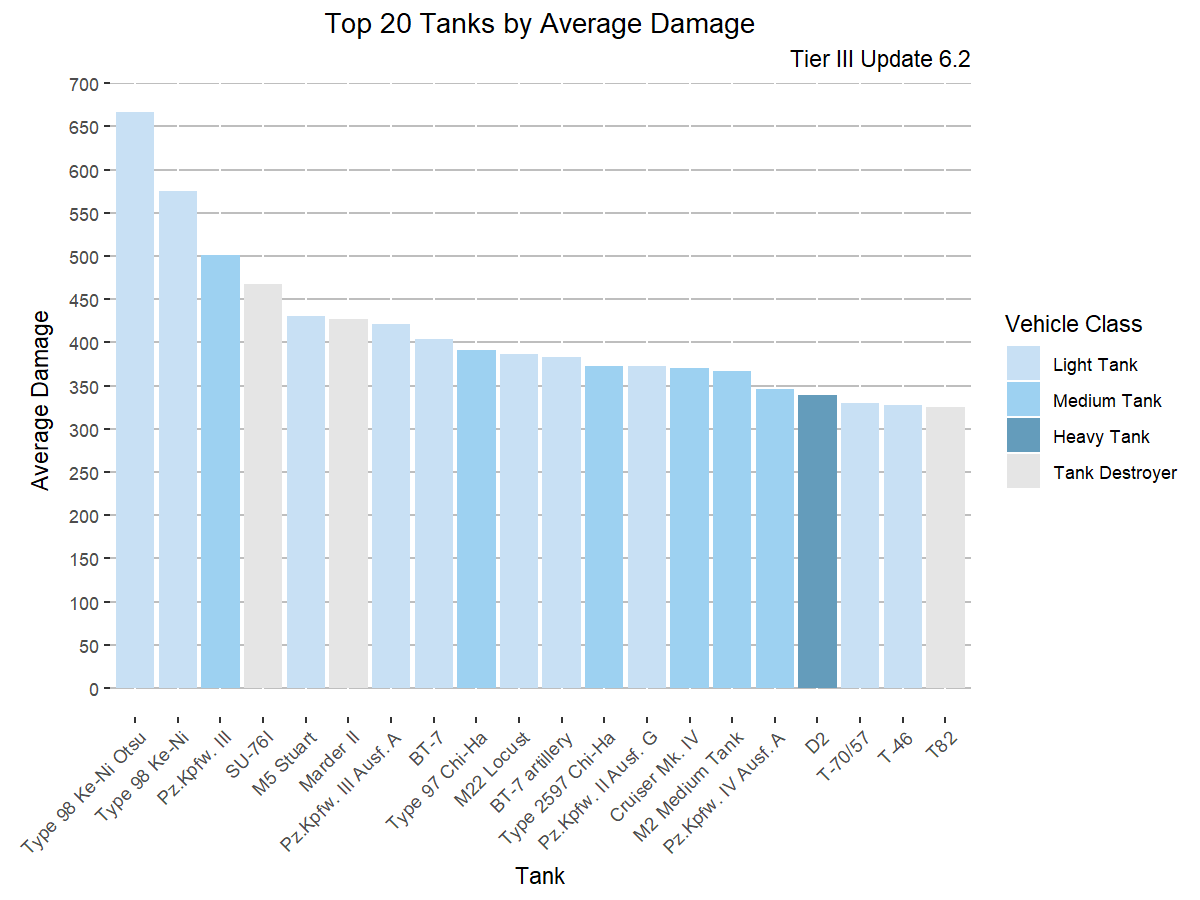 Top 20 Tanks by Average Damage
Tier III Update 6.2
Average Damage
700
650
600
550
500
450
400
350
300
250
200
150
100
50
0
Type 98 Ke-Ni Otsu
Type 98 Ke-Ni
Pz.Kpfw. III
SU-76I
M5 Stuart
Marder II
Pz.Kpfw. III Ausf. A
BT-7
Type 97 Chi-Ha
M22 Locust
BT-7 artillery
Type 2597 Chi-Ha
Pz.Kpfw. II Ausf. G
Cruiser Mk. IV
M2 Medium Tank
Pz.Kpfw. IV Ausf. A
D2
T-70/57
T-46
T82
Tank
Vehicle Class
Light Tank
Medium Tank
Heavy Tank
Tank Destroyer